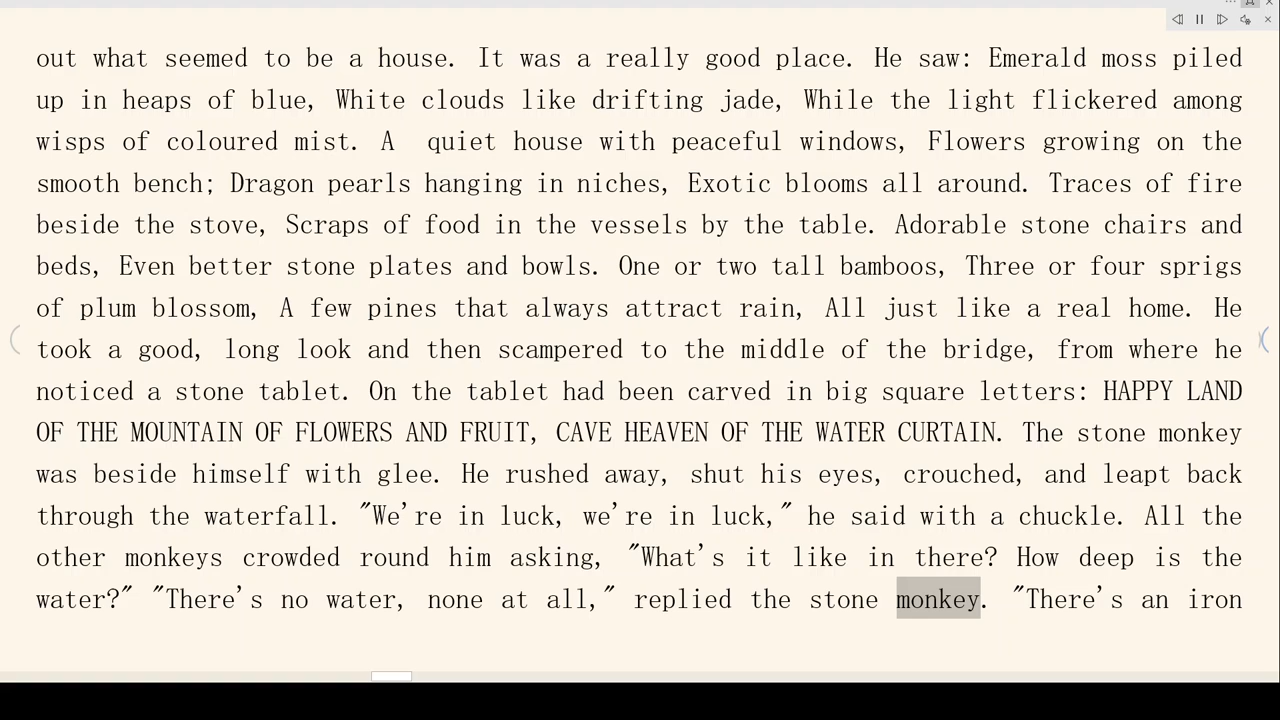 out what seemed to be a house. It was a really good place. He saw: Emerald moss piled
up in heaps of blue, White clouds like drifting jade, While the light flickered among
wisps of coloured mist. A  quiet house with peaceful windows, Flowers growing on the
smooth bench; Dragon pearls hanging in niches, Exotic blooms all around. Traces of fire
beside the stove, Scraps of food in the vessels by the table. Adorable stone chairs and
beds, Even better stone plates and bowls. One or two tall bamboos, Three or four sprigs
of plum blossom, A few pines that always attract rain, All just like a real home. He
took a good, long look and then scampered to the middle of the bridge, from where he
noticed a stone tablet. On the tablet had been carved in big square letters: HAPPY LAND
OF THE MOUNTAIN OF FLOWERS AND FRUIT, CAVE HEAVEN OF THE WATER CURTAIN. The stone monkey
was beside himself with glee. He rushed away, shut his eyes, crouched, and leapt back
through the waterfall. "We're in luck, we're in luck," he said with a chuckle. All the
other monkeys crowded round him asking, "What's it like in there? How deep is the
water?" "There's no water, none at all," replied the stone monkey. "There's an iron